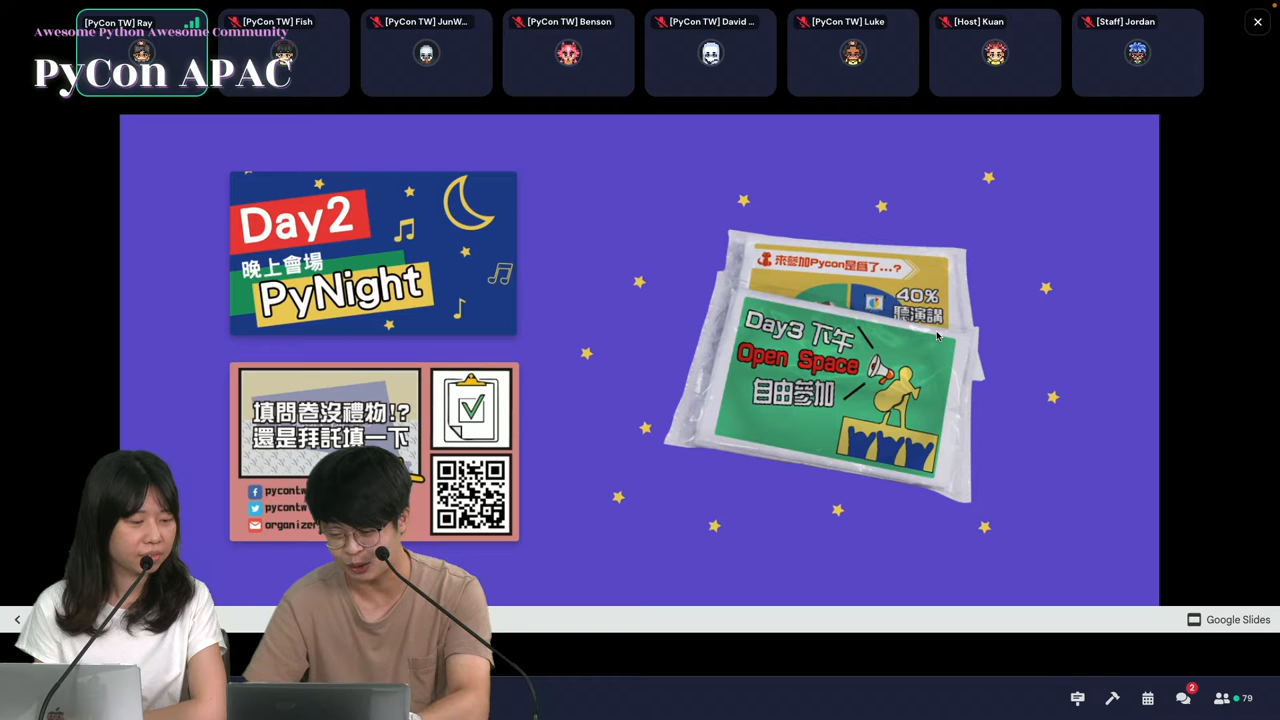 [PyCon TW] Ray
[PyCon TW] Fish
[PyCon TW] JunW...
[PyCon TW] Benson
[PyCon TW] David ...
[PyCon TW] Luke
[Host] Kuan
[Staff] Jordan
Awesome Python Awesome Community
PyCon APAC
Day2
晚上會場
PyNight
填問卷沒禮物!?
還是拜託填一下
pycontw
pycontw
organizer
來參加Pycon是爲了...?
40%
聽演講
Day3 下午
Open Space
自由參加
Google Slides
2
79